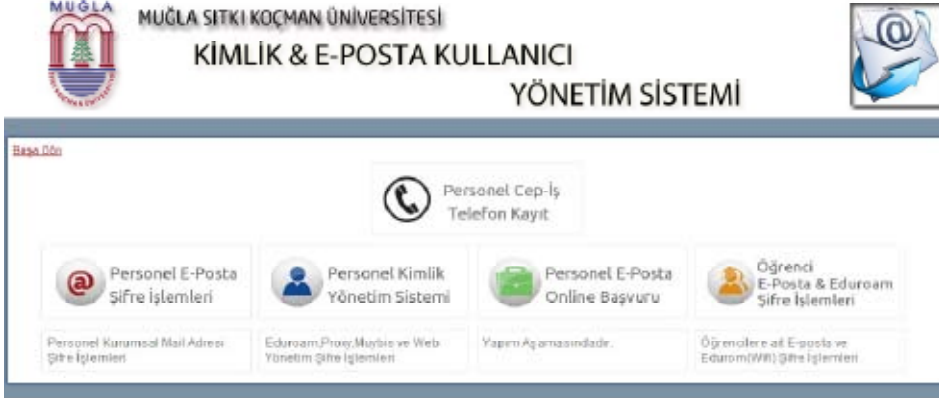 MUĞLA
MUĞLA SITKI KOÇMAN ÜNİVERSİTESİ
KİMLİK & E-POSTA KULLANICI
YÖNETİM SİSTEMİ
Başa Dön
Personel Cep-İş
Telefon Kayıt
Personel E-Posta
Şifre İşlemleri
Personel Kimlik
Yönetim Sistemi
Personel E-Posta
Online Başvuru
Öğrenci
E-Posta & Eduroam
Şifre İşlemleri
Personel Kurumsal Mail Adresi
Şifre İşlemleri
Eduroam,Proxy,Muybis ve Web
Yönetim Şifre İşlemleri
Yapım Aşamasındadır.
Öğrencilere ait E-posta ve
Edurom(Wifi) Şifre İşlemleri